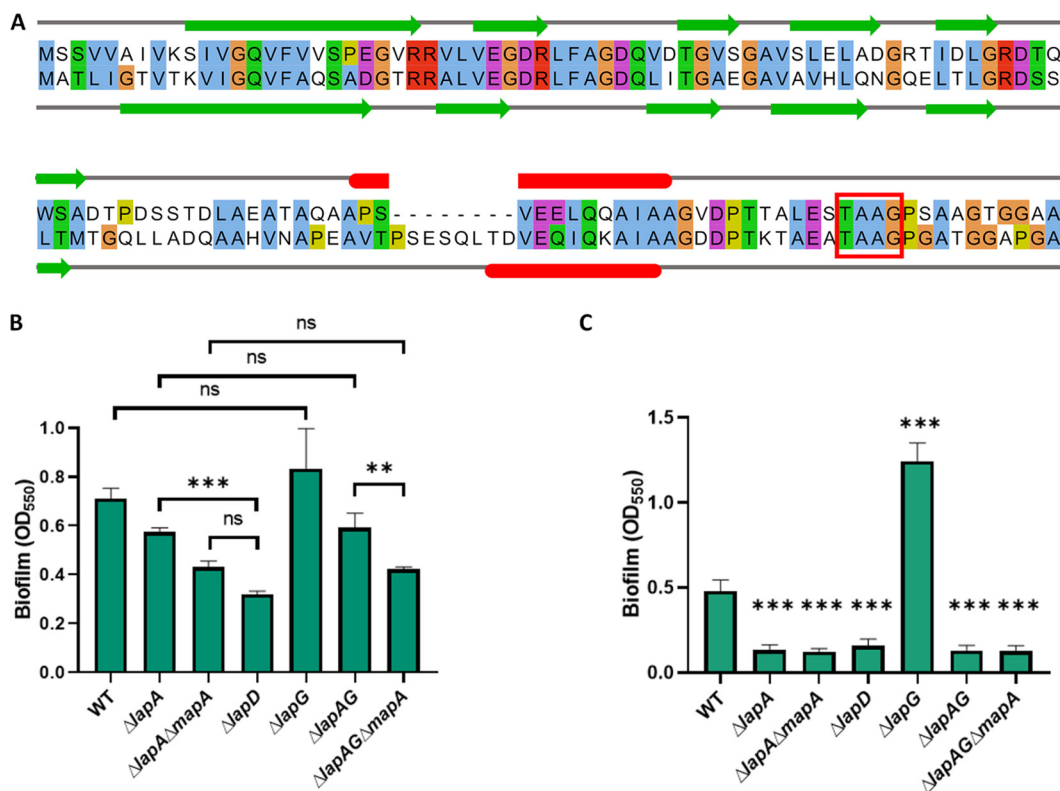 A
MSSVVAIVKSIVGQVFVVSPEGVRRVLVEGDRLFAGDQVDTGVSGAVSLELADGRTIDLGRDTQ
MATLIGTVTKVIGQVFAQSADGTRRALVEGDRLFAGDQLITGAEGAVAVHLQNGQELTLGRDSS
WSADTPDSSTDLAEATAQAAPS--------VEELQQAIAAGVDPTTALESTAAGPSAAGTGGAA
LTMTGQLLADQAAHVNAPEAVTPSESQLTDVEQIQKAIAAGDDPTKTAEATAAGPGATGGAPGA
B
ns
ns
ns
***
ns
**
1.0
0.8
0.6
0.4
0.2
0.0
Biofilm (OD550)
WT
ΔlapA
ΔlapAΔmapA
ΔlapD
ΔlapG
ΔlapAG
ΔlapAGΔmapA
C
***
*** *** *** *** ***
1.5
1.0
0.5
0.0
Biofilm (OD550)
WT
ΔlapA
ΔlapAΔmapA
ΔlapD
ΔlapG
ΔlapAG
ΔlapAGΔmapA